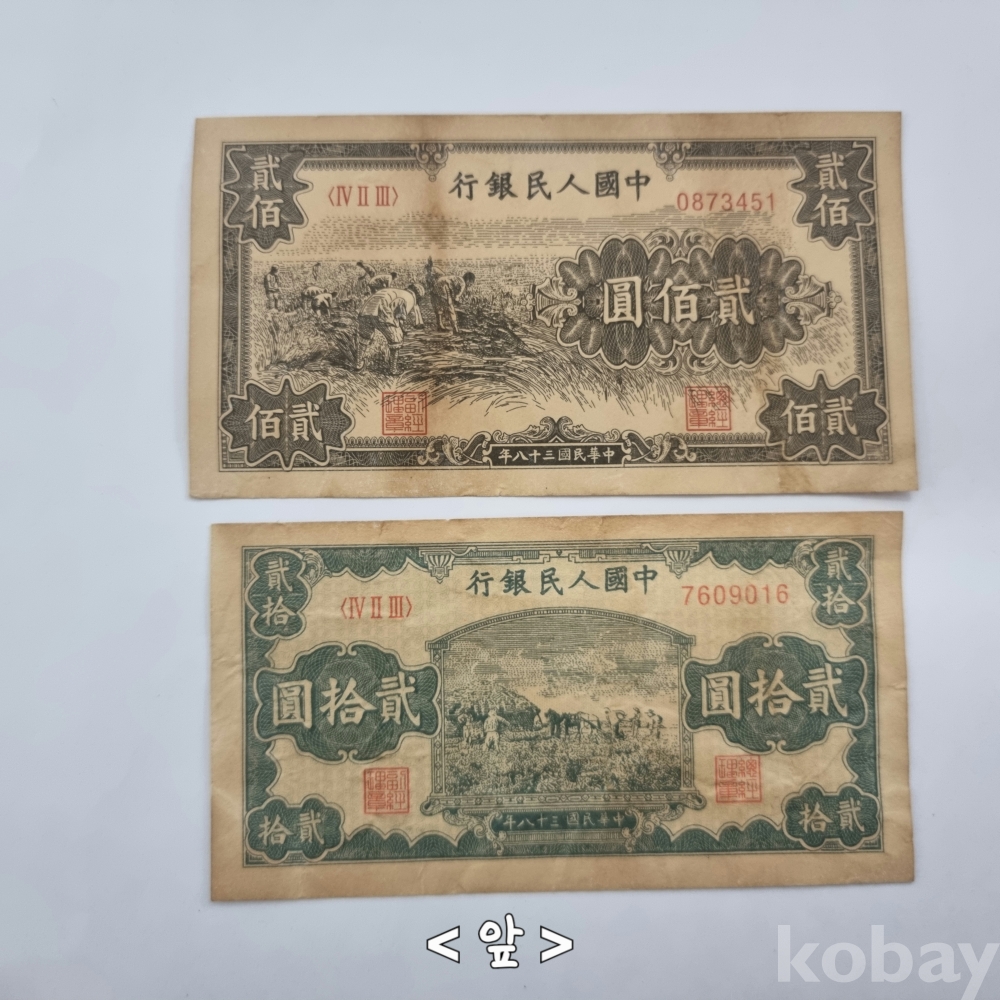 貳佰
〈Ⅳ Ⅱ Ⅲ〉
行銀民人國中
0873451
貳佰
圓佰貳
佰貳
年八十三國民華中
佰貳
貳拾
〈Ⅳ Ⅱ Ⅲ〉
行銀民人國中
7609016
貳拾
圓拾貳
圓拾貳
拾貳
年八十三國民華中
拾貳
< 앞 >
kobay